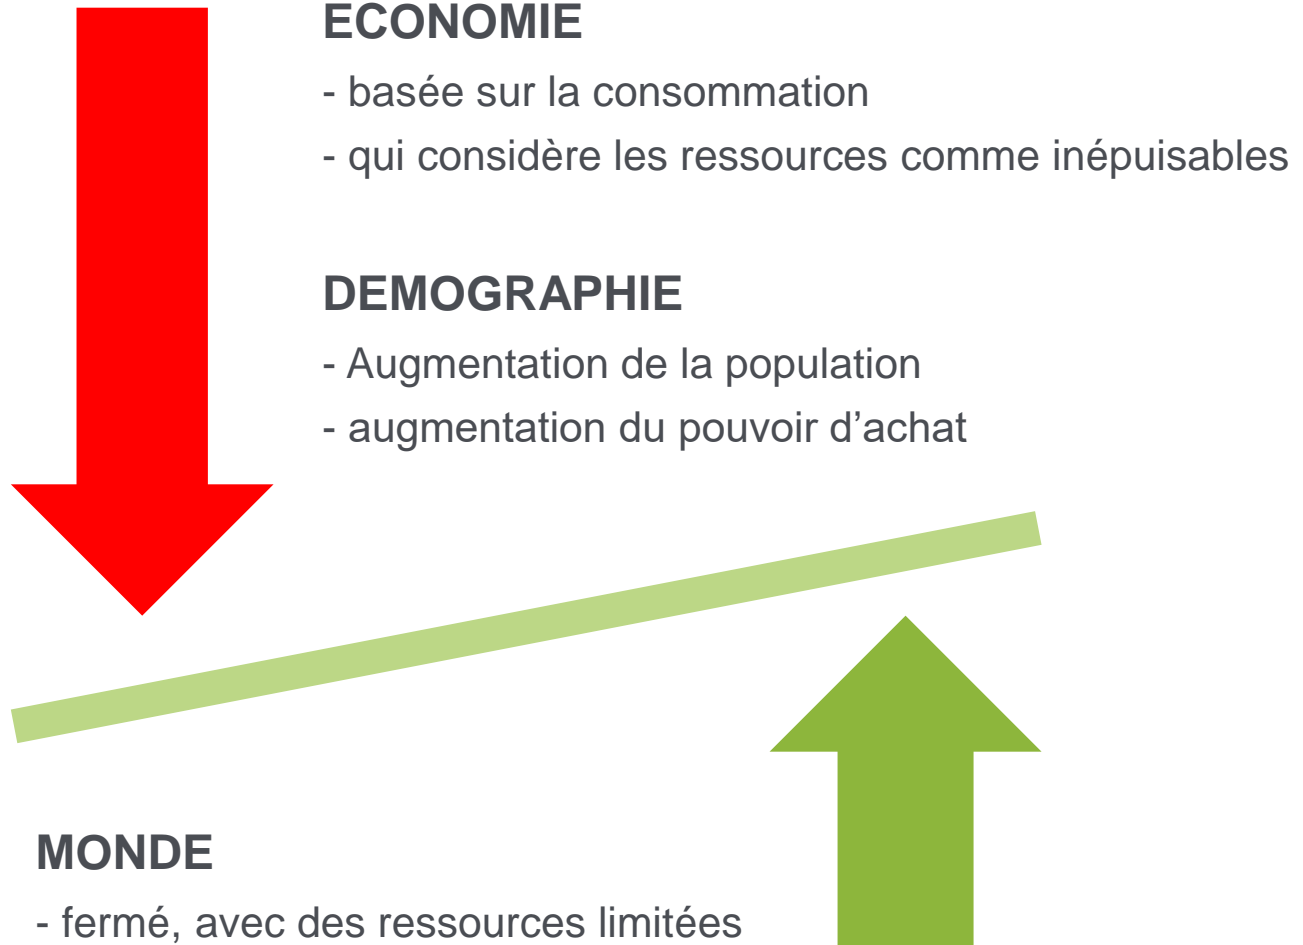 ECONOMIE
- basée sur la consommation
- qui considère les ressources comme inépuisables
DEMOGRAPHIE
- Augmentation de la population
- augmentation du pouvoir d’achat
MONDE
- fermé, avec des ressources limitées